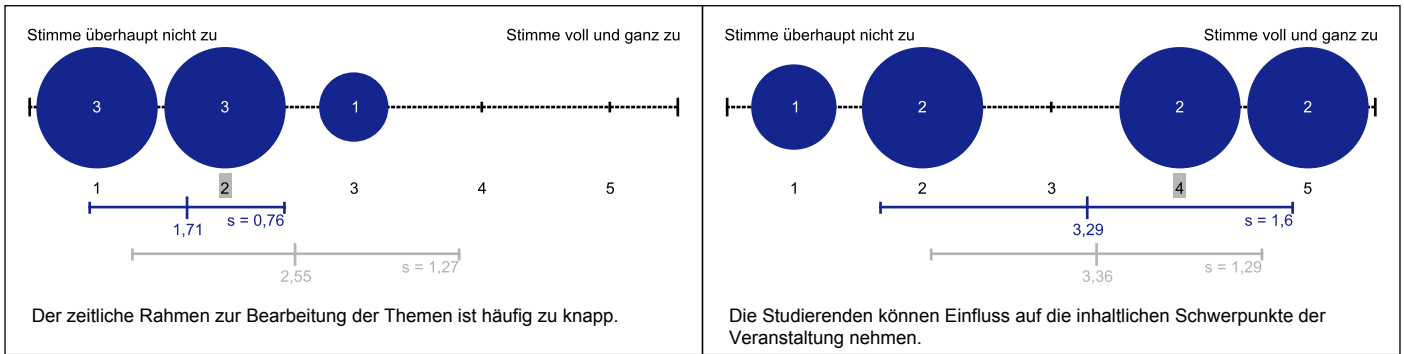 Stimme überhaupt nicht zu Stimme voll und ganz zu
3 3 1
1 2 3 4 5
s = 0,76
1,71
s = 1,27
2,55
Der zeitliche Rahmen zur Bearbeitung der Themen ist häufig zu knapp.
Stimme überhaupt nicht zu Stimme voll und ganz zu
1 2 2 2
1 2 3 4 5
s = 1,6
3,29
s = 1,29
3,36
Die Studierenden können Einfluss auf die inhaltlichen Schwerpunkte der
Veranstaltung nehmen.